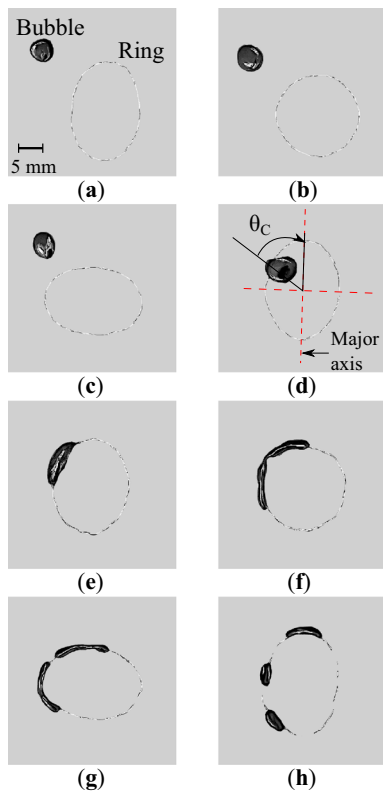 Bubble
Ring
5 mm
(a)
(b)
(c)
θC
Major
axis
(d)
(e)
(f)
(g)
(h)